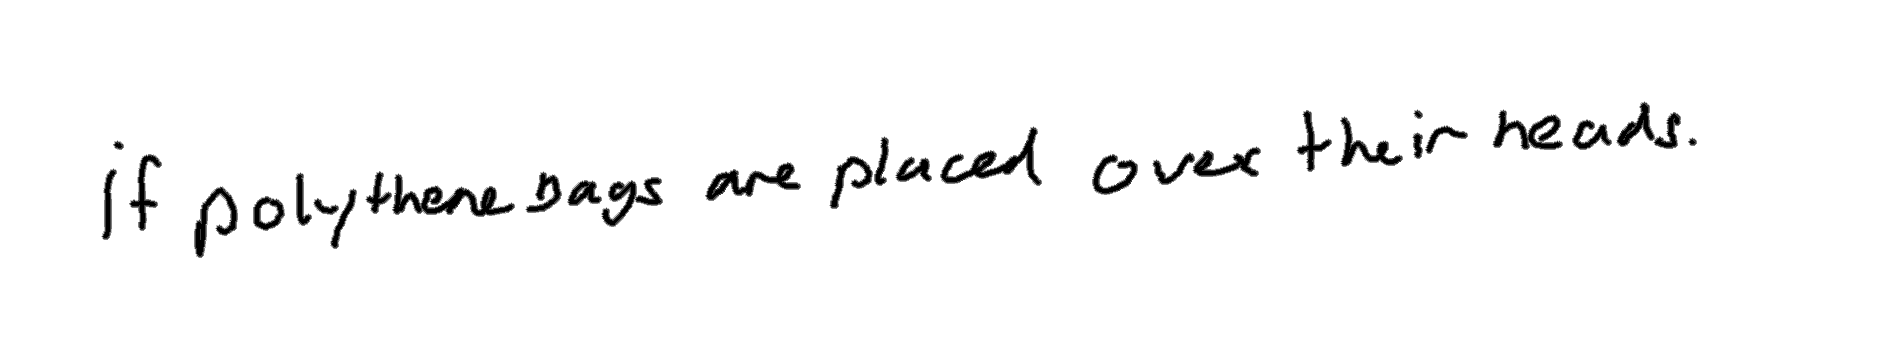 if polythene bags are placed over their heads.